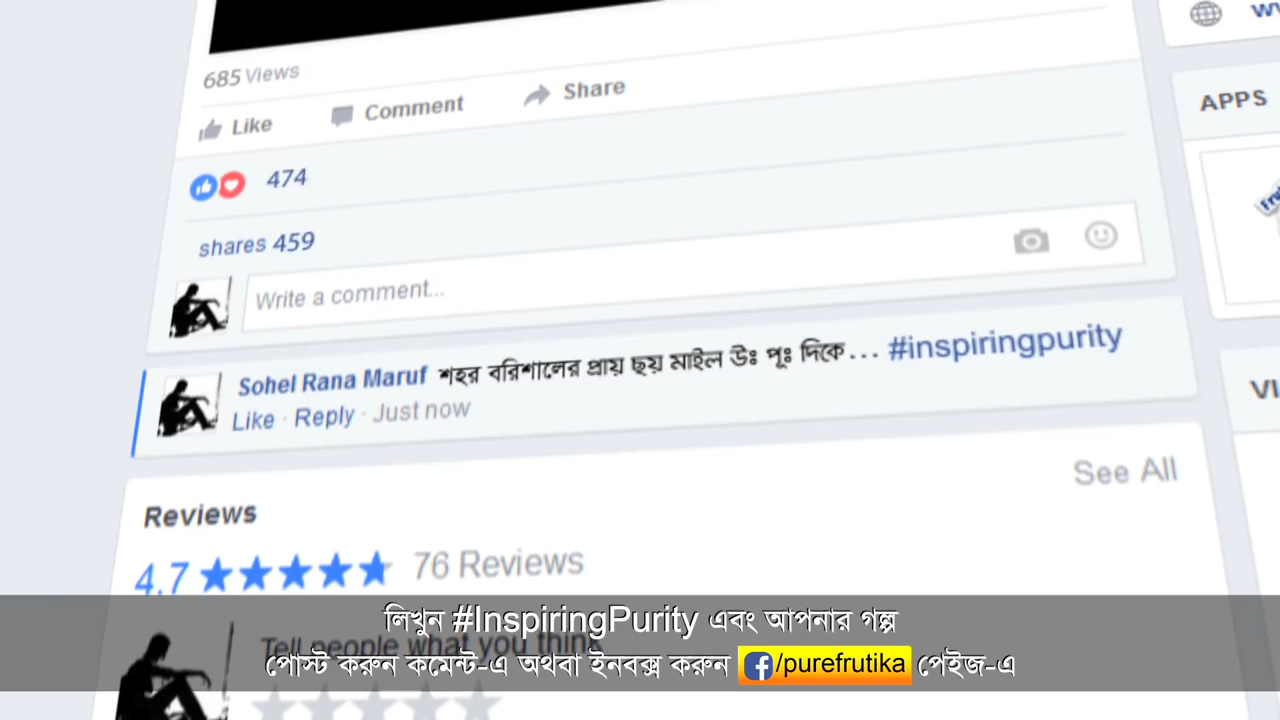 685 Views
Like Comment Share
474
shares 459
Write a comment...
Sohel Rana Maruf শহর বরিশালের প্রায় ছয় মাইল উঃ পূঃ দিকে... #inspiringpurity
Like · Reply · Just now
APPS
See All
Reviews
4.7 76 Reviews
Tell people what you think
লিখুন #InspiringPurity এবং আপনার গল্প
পোস্ট করুন কমেন্ট-এ অথবা ইনবক্স করুন f/purefrutika পেইজ-এ